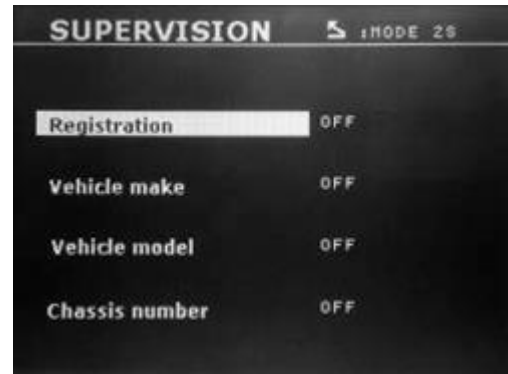 SUPERVISION :MODE 2S
Registration OFF
Vehicle make OFF
Vehicle model OFF
Chassis number OFF